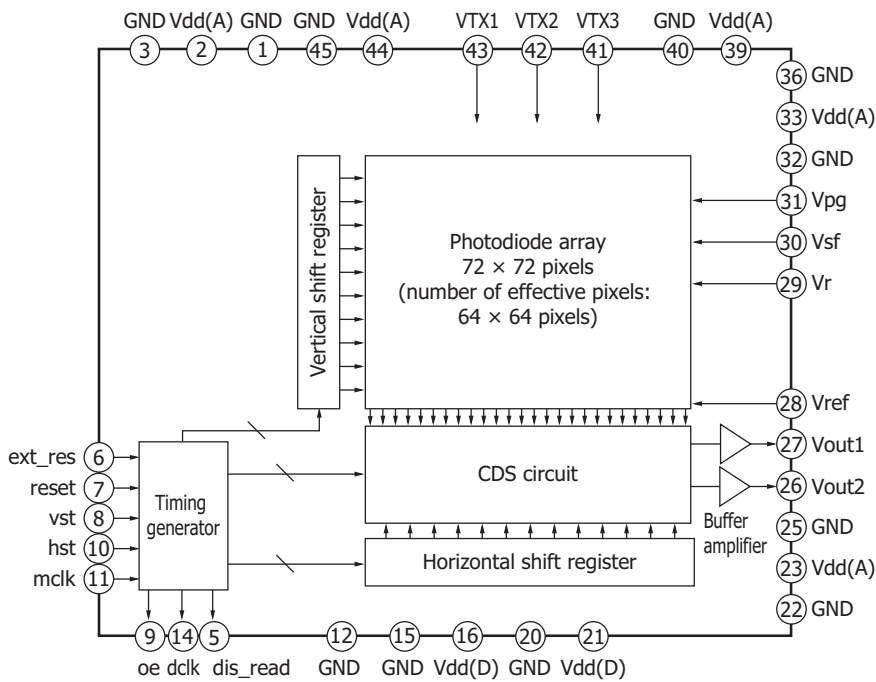 GND Vdd(A) GND GND Vdd(A) VTX1 VTX2 VTX3 GND Vdd(A)
3 2 1 45 44 43 42 41 40 39
36 GND
33 Vdd(A)
32 GND
31 Vpg
30 Vsf
29 Vr
28 Vref
27 Vout1
26 Vout2
25 GND
23 Vdd(A)
22 GND
Vertical shift register
Photodiode array
72 × 72 pixels
(number of effective pixels:
64 × 64 pixels)
CDS circuit
Buffer
amplifier
Horizontal shift register
ext_res 6
reset 7
vst 8
hst 10
mclk 11
Timing
generator
9 14 5 12 15 16 20 21
oe dclk dis_read GND GND Vdd(D) GND Vdd(D)